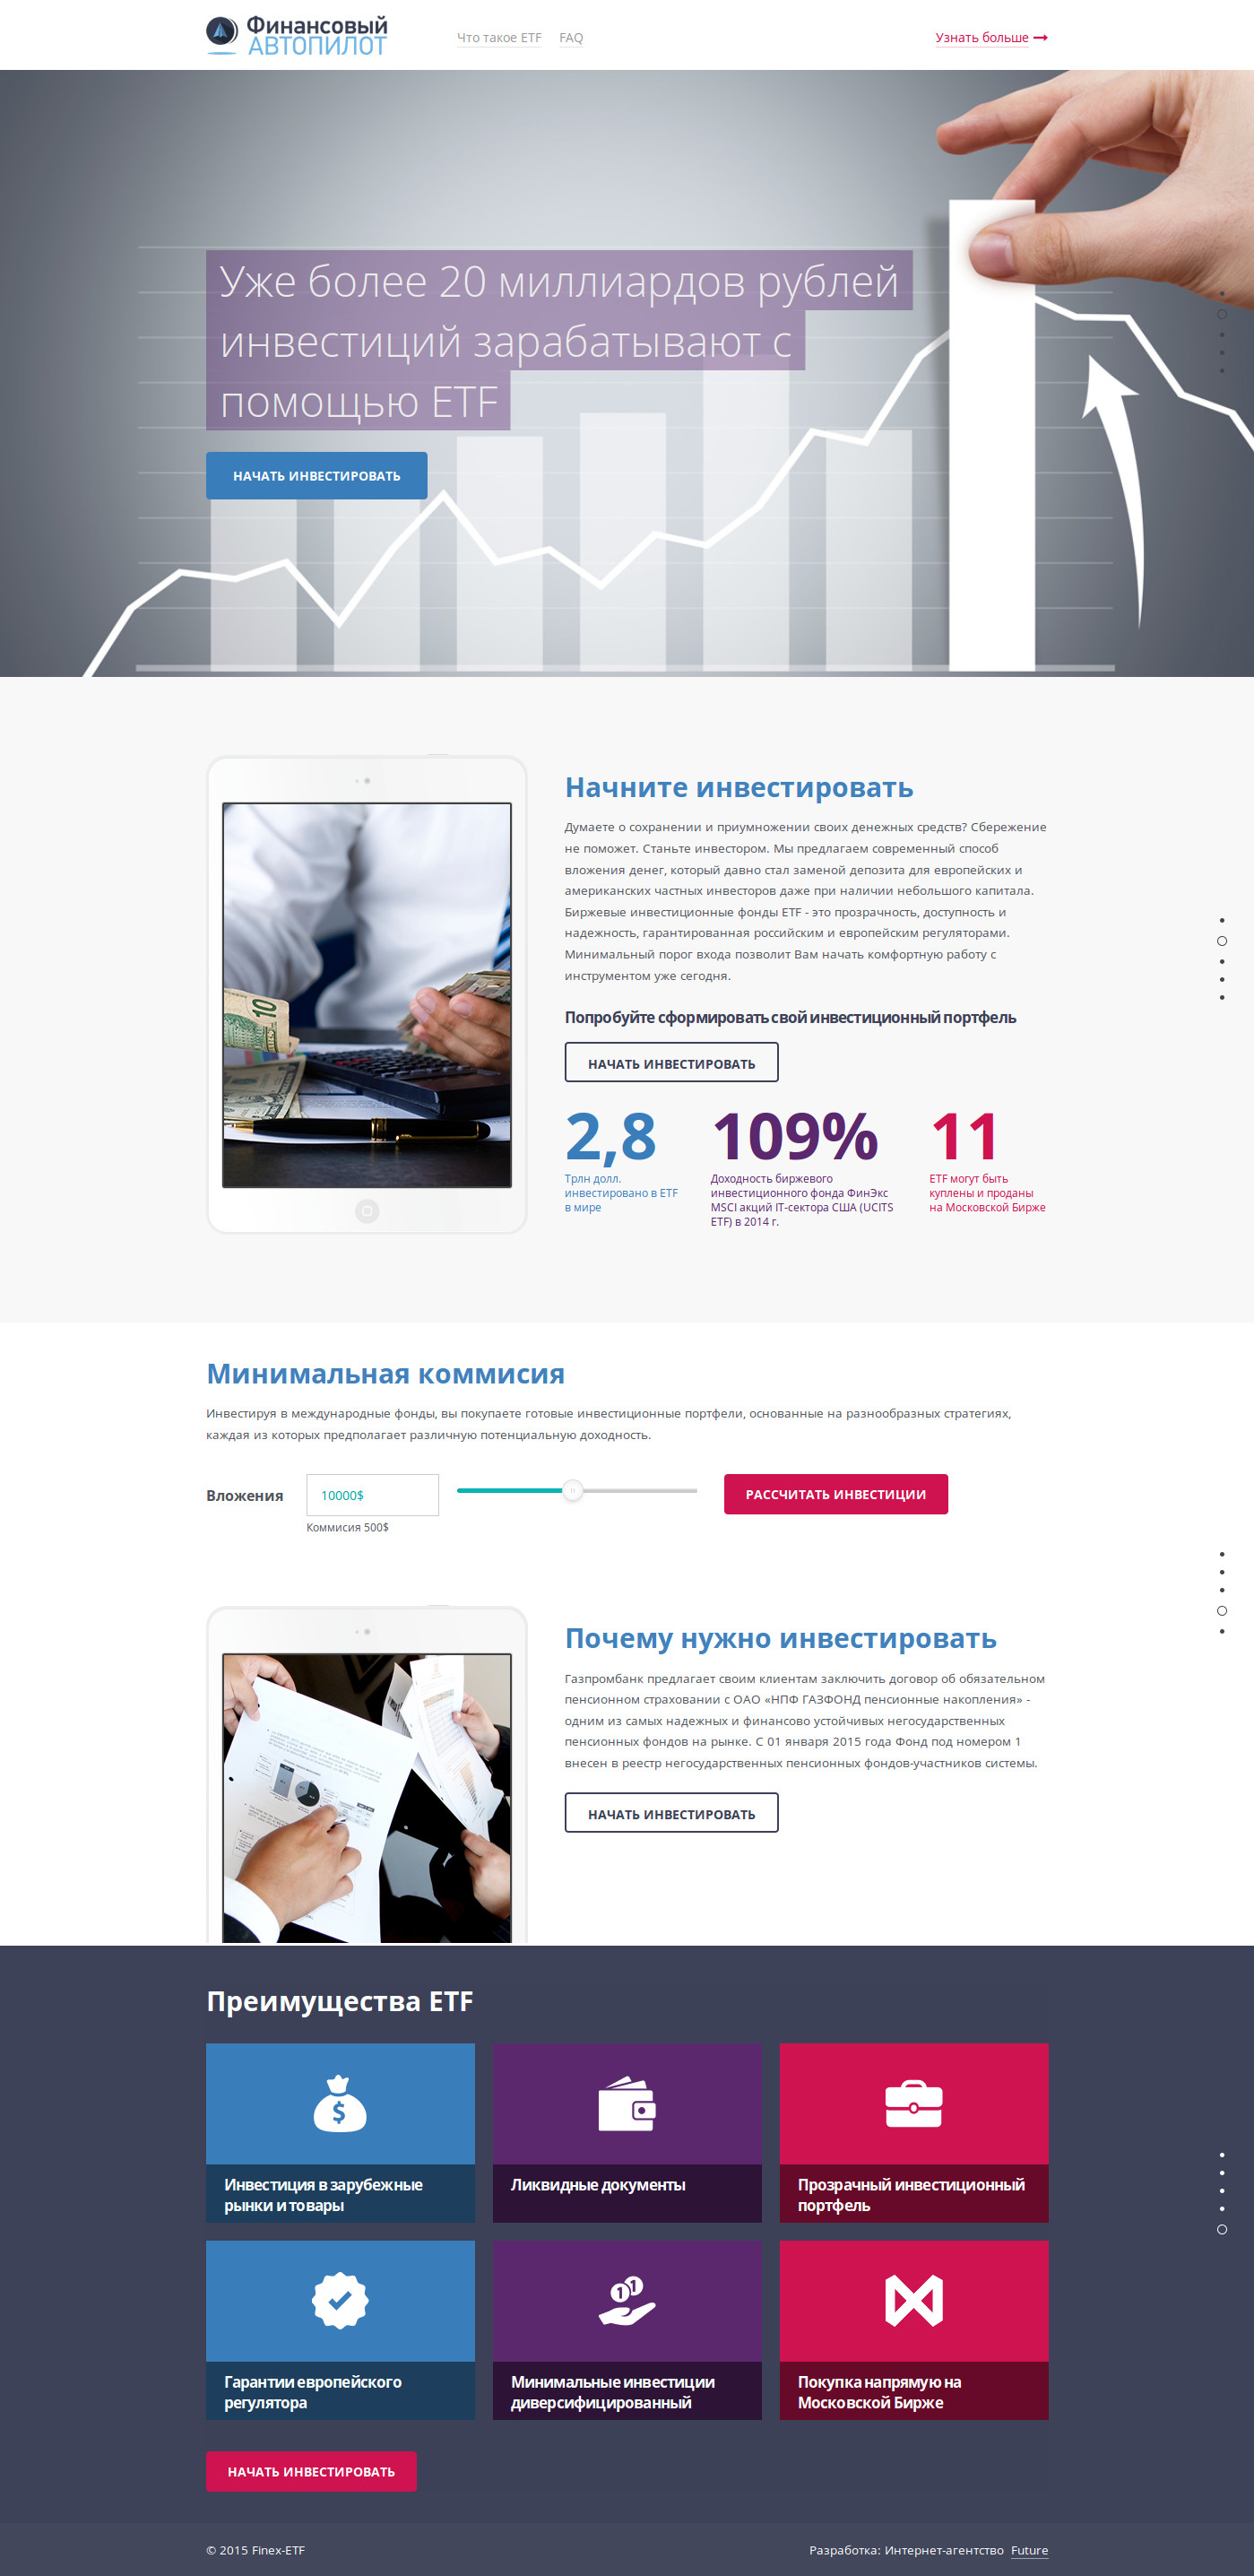 Финансовый
АВТОПИЛОТ
Что такое ETF
FAQ
Узнать больше
Уже более 20 миллиардов рублей
инвестиций зарабатывают с
помощью ETF
НАЧАТЬ ИНВЕСТИРОВАТЬ
Начните инвестировать
Думаете о сохранении и приумножении своих денежных средств? Сбережение
не поможет. Станьте инвестором. Мы предлагаем современный способ
вложения денег, который давно стал заменой депозита для европейских и
американских частных инвесторов даже при наличии небольшого капитала.
Биржевые инвестиционные фонды ETF - это прозрачность, доступность и
надежность, гарантированная российским и европейским регуляторами.
Минимальный порог входа позволит Вам начать комфортную работу с
инструментом уже сегодня.
Попробуйте сформировать свой инвестиционный портфель
НАЧАТЬ ИНВЕСТИРОВАТЬ
2,8
Трлн долл.
инвестировано в ETF
в мире
109%
Доходность биржевого
инвестиционного фонда ФинЭкс
MSCI акций IT-сектора США (UCITS
ETF) в 2014 г.
11
ETF могут быть
куплены и проданы
на Московской Бирже
10
Минимальная коммисия
Инвестируя в международные фонды, вы покупаете готовые инвестиционные портфели, основанные на разнообразных стратегиях,
каждая из которых предполагает различную потенциальную доходность.
Вложения
10000$
Коммисия 500$
РАССЧИТАТЬ ИНВЕСТИЦИИ
Почему нужно инвестировать
Газпромбанк предлагает своим клиентам заключить договор об обязательном
пенсионном страховании с ОАО «НПФ ГАЗФОНД пенсионные накопления» -
одним из самых надежных и финансово устойчивых негосударственных
пенсионных фондов на рынке. С 01 января 2015 года Фонд под номером 1
внесен в реестр негосударственных пенсионных фондов-участников системы.
НАЧАТЬ ИНВЕСТИРОВАТЬ
Преимущества ETF
$
Инвестиция в зарубежные
рынки и товары
Ликвидные документы
Прозрачный инвестиционный
портфель
Гарантии европейского
регулятора
1 1
Минимальные инвестиции
диверсифицированный
Покупка напрямую на
Московской Бирже
НАЧАТЬ ИНВЕСТИРОВАТЬ
© 2015 Finex-ETF
Разработка: Интернет-агентство Future